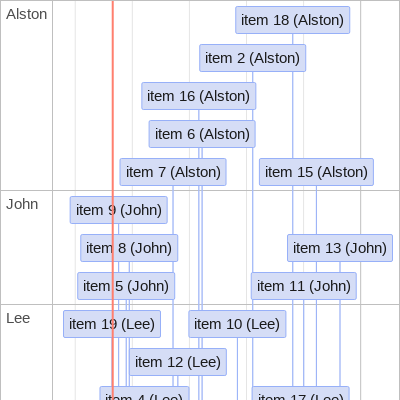 Alston
item 18 (Alston)
item 2 (Alston)
item 16 (Alston)
item 6 (Alston)
item 7 (Alston)
item 15 (Alston)
John
item 9 (John)
item 8 (John)
item 13 (John)
item 5 (John)
item 11 (John)
Lee
item 19 (Lee)
item 10 (Lee)
item 12 (Lee)
item 4 (Lee)
item 17 (Lee)